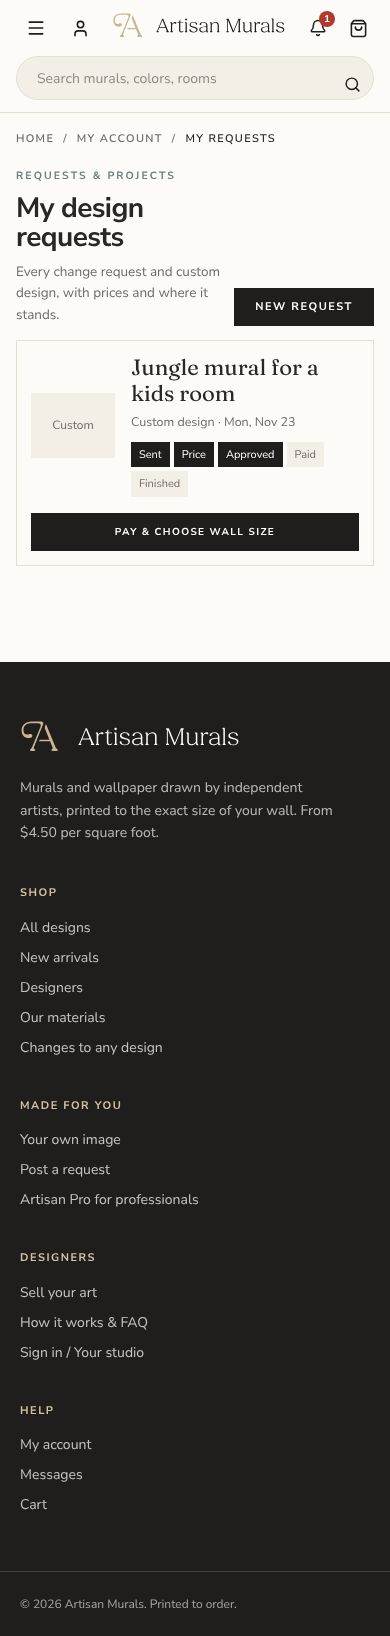 Artisan Murals
1
Search murals, colors, rooms
HOME / MY ACCOUNT / MY REQUESTS
REQUESTS & PROJECTS
My design
requests
Every change request and custom
design, with prices and where it
stands.
NEW REQUEST
Custom
Jungle mural for a
kids room
Custom design · Mon, Nov 23
Sent Price Approved Paid
Finished
PAY & CHOOSE WALL SIZE
Artisan Murals
Murals and wallpaper drawn by independent
artists, printed to the exact size of your wall. From
$4.50 per square foot.
SHOP
All designs
New arrivals
Designers
Our materials
Changes to any design
MADE FOR YOU
Your own image
Post a request
Artisan Pro for professionals
DESIGNERS
Sell your art
How it works & FAQ
Sign in / Your studio
HELP
My account
Messages
Cart
© 2026 Artisan Murals. Printed to order.